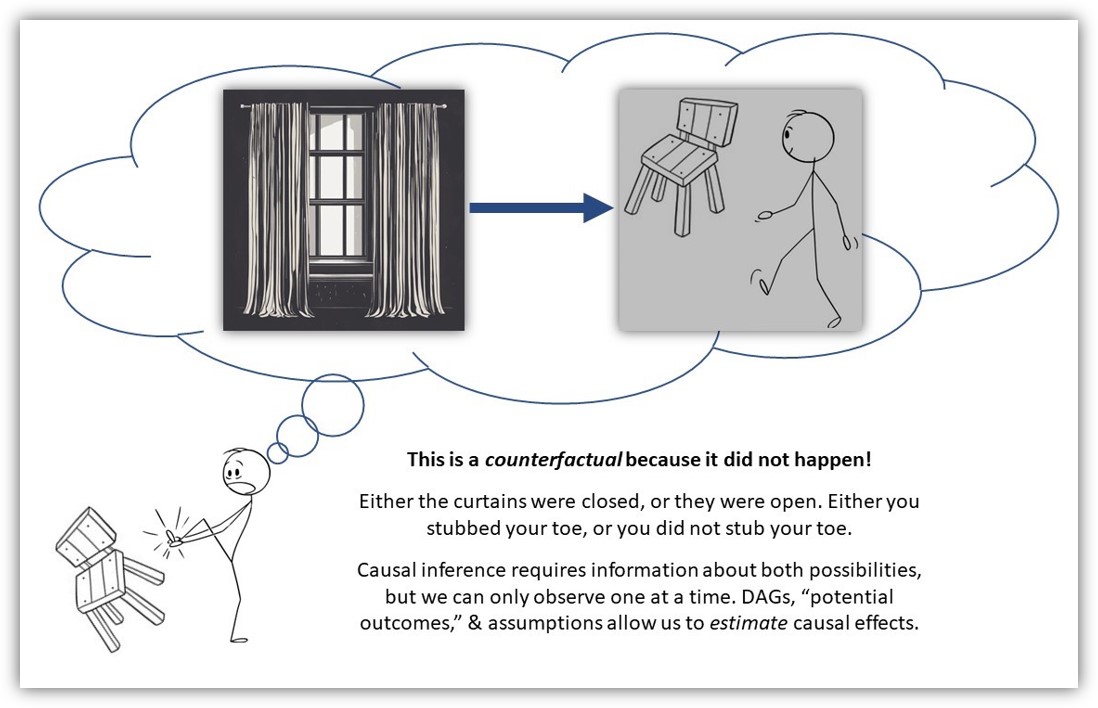 This is a counterfactual because it did not happen!
Either the curtains were closed, or they were open. Either you
stubbed your toe, or you did not stub your toe.
Causal inference requires information about both possibilities,
but we can only observe one at a time. DAGs, “potential
outcomes,” & assumptions allow us to estimate causal effects.